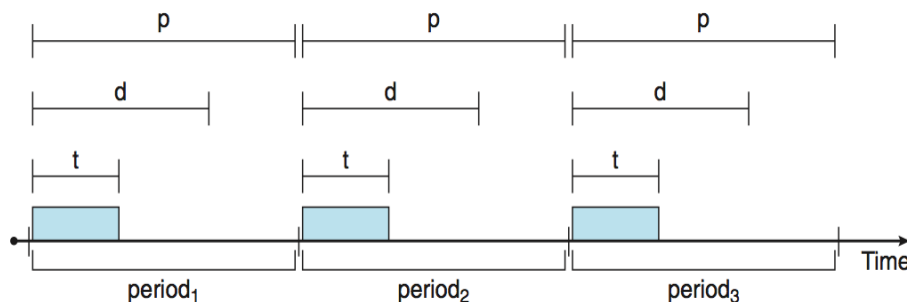 p p p
d d d
t t t
Time
period₁ period₂ period₃